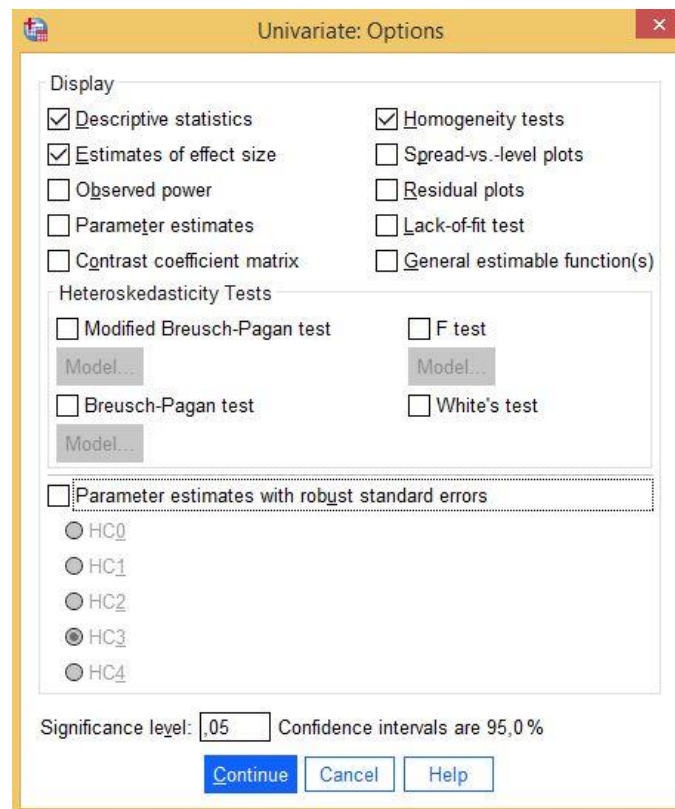 Univariate: Options
Display
Descriptive statistics
Homogeneity tests
Estimates of effect size
Spread-vs.-level plots
Observed power
Residual plots
Parameter estimates
Lack-of-fit test
Contrast coefficient matrix
General estimable function(s)
Heteroskedasticity Tests
Modified Breusch-Pagan test
F test
Model...
Model...
Breusch-Pagan test
White's test
Model...
Parameter estimates with robust standard errors
HC0
HC1
HC2
HC3
HC4
Significance level: ,05 Confidence intervals are 95,0 %
Continue Cancel Help